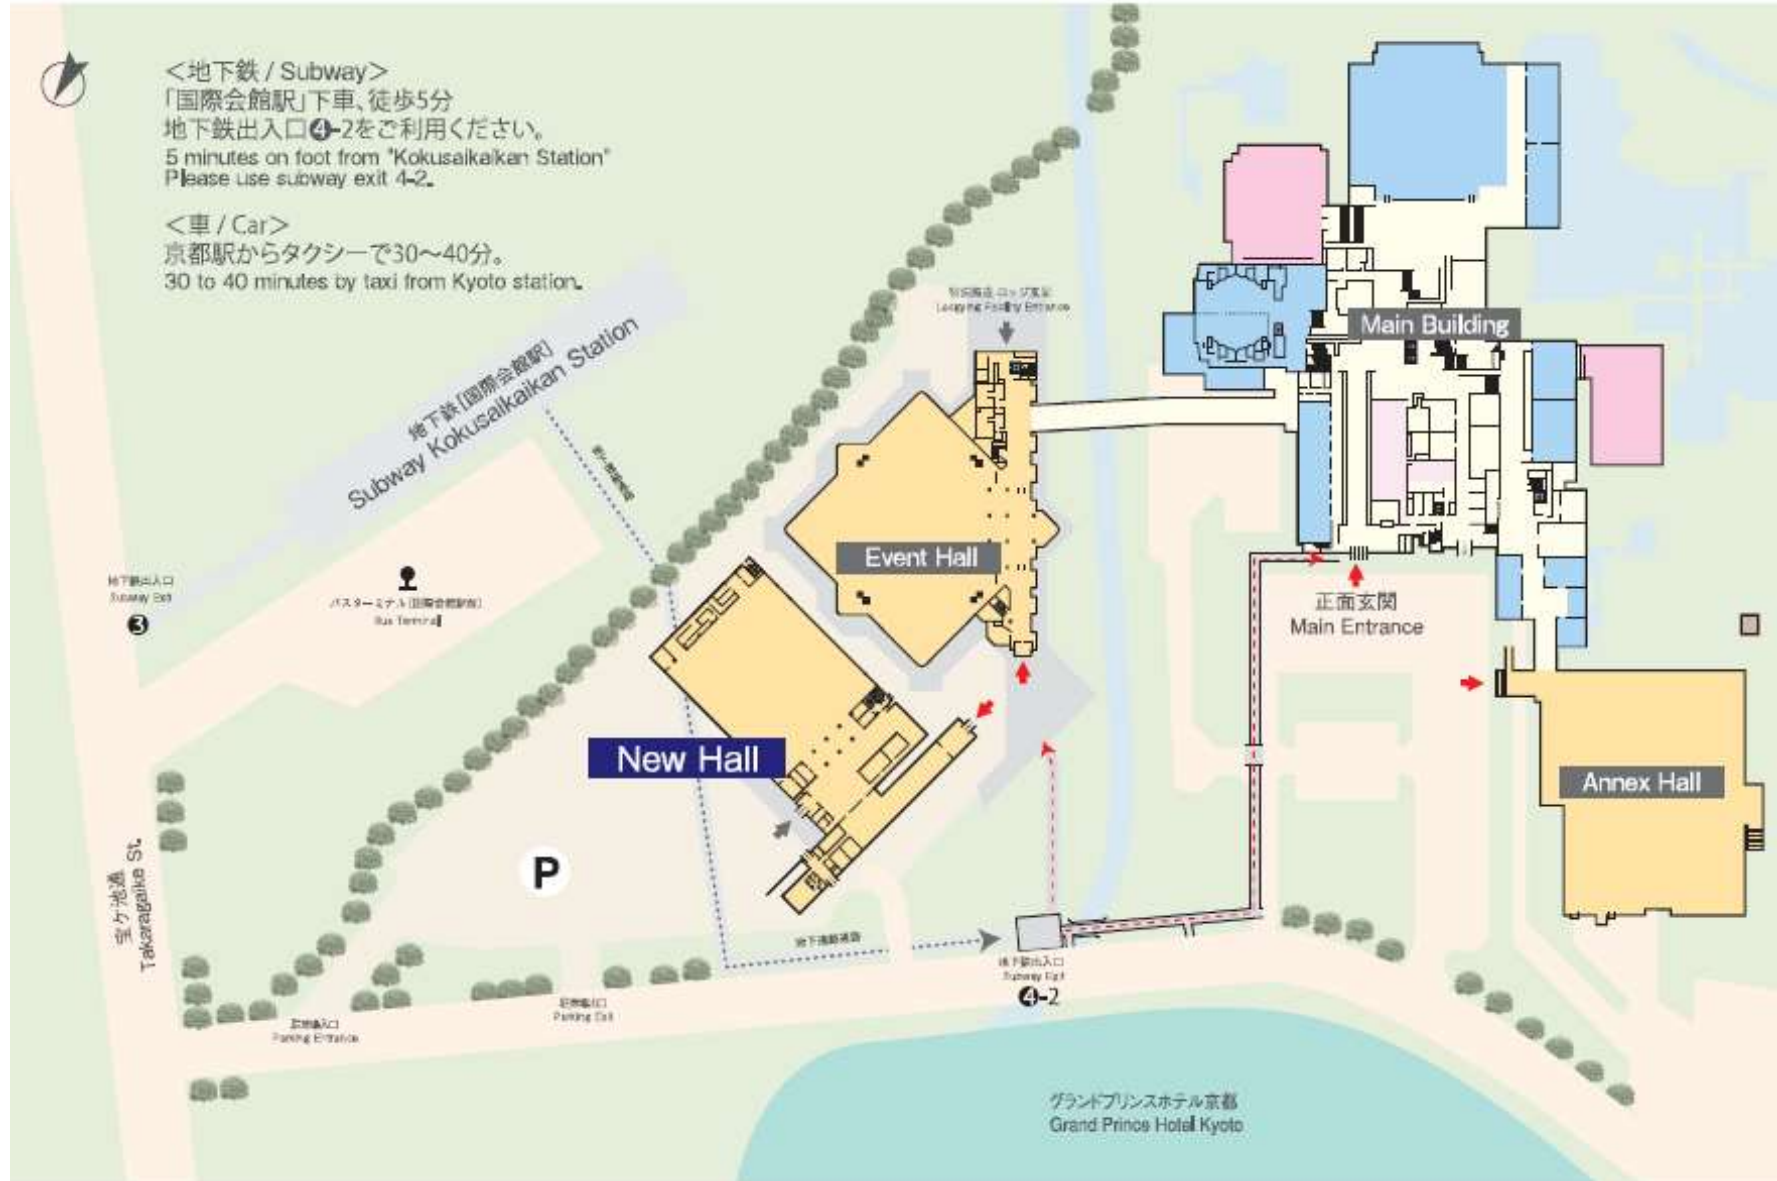 ＜地下鉄 / Subway＞
「国際会館駅」下車、徒歩5分
地下鉄出入口❹-2をご利用ください。
5 minutes on foot from "Kokusaikaikan Station"
Please use subway exit 4-2.
＜車 / Car＞
京都駅からタクシーで30～40分。
30 to 40 minutes by taxi from Kyoto station.
Entrance
Main Building
地下鉄［国際会館駅］
Subway Kokusaikaikan Station
Event Hall
地下鉄出入口
Subway Exit
❸
バスターミナル［国際会館駅前］
Bus Terminal
正面玄関
Main Entrance
New Hall
Annex Hall
P
宝ヶ池通
Takaragaike St.
地下連絡通路
地下鉄出入口
Subway Exit
❹-2
駐車場入口
Parking Entrance
駐車場出口
Parking Exit
グランドプリンスホテル京都
Grand Prince Hotel Kyoto